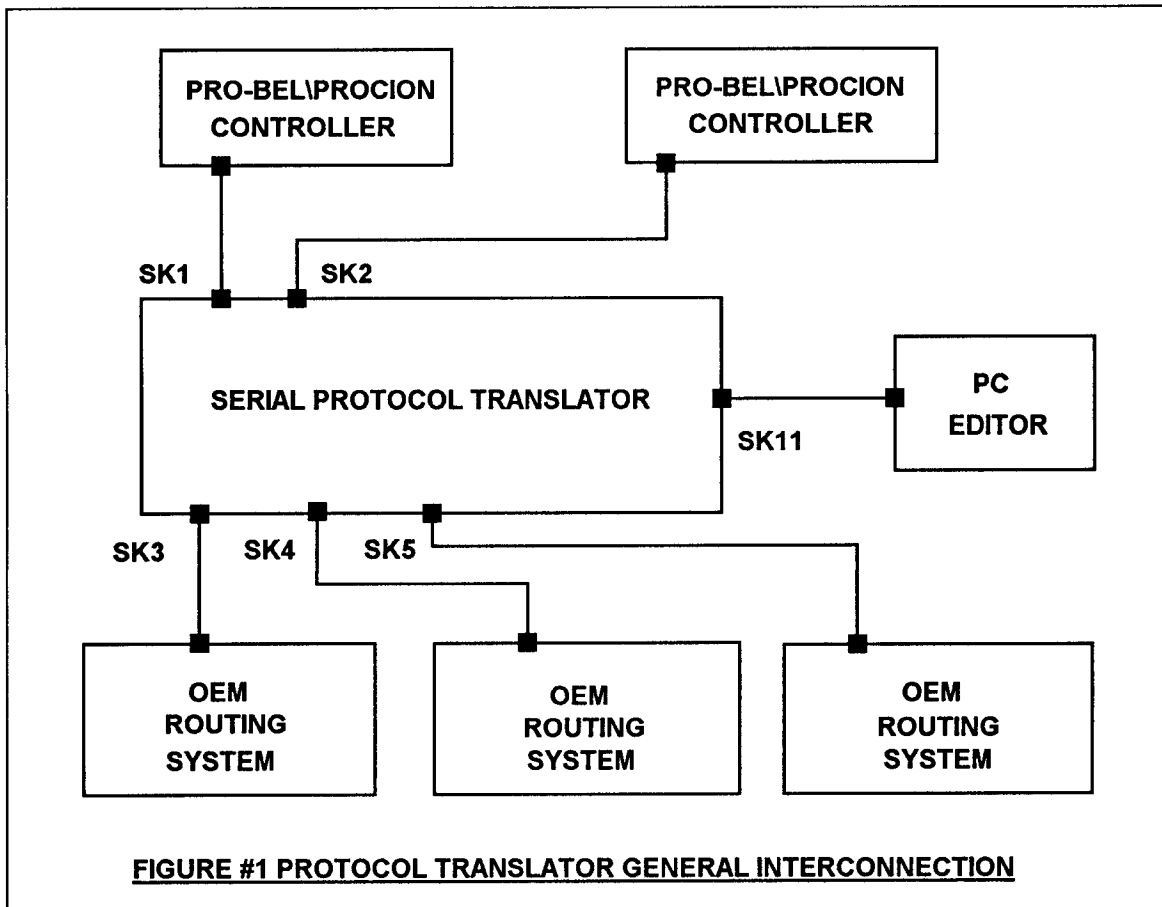 PRO-BEL\PROCION
CONTROLLER
PRO-BEL\PROCION
CONTROLLER
SK1
SK2
SERIAL PROTOCOL TRANSLATOR
PC
EDITOR
SK11
SK3
SK4
SK5
OEM
ROUTING
SYSTEM
OEM
ROUTING
SYSTEM
OEM
ROUTING
SYSTEM
FIGURE #1 PROTOCOL TRANSLATOR GENERAL INTERCONNECTION